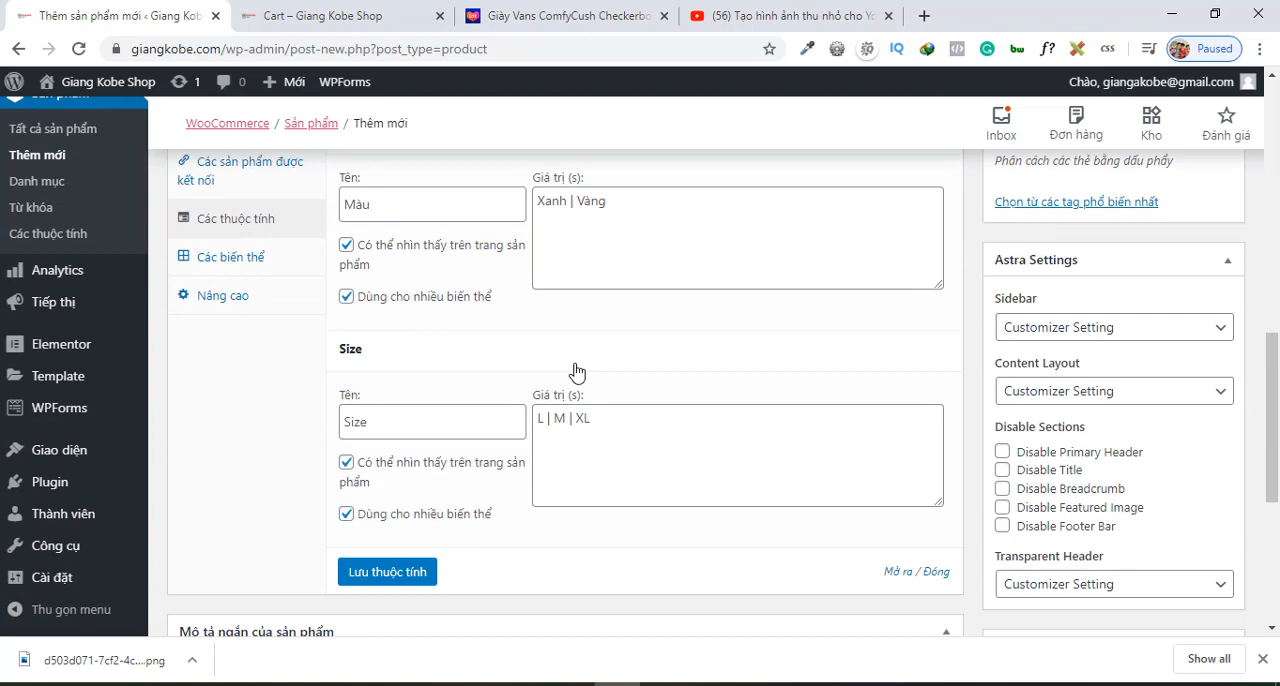 Thêm sản phẩm mới ‹ Giang Kob
Cart – Giang Kobe Shop
Giày Vans ComfyCush Checkerbo
(56) Tạo hình ảnh thu nhỏ cho Yo
giangkobe.com/wp-admin/post-new.php?post_type=product
Paused
Giang Kobe Shop
1
0
Mới
WPForms
Chào, giangakobe@gmail.com
Sản phẩm
Tất cả sản phẩm
Thêm mới
Danh mục
Từ khóa
Các thuộc tính
Analytics
Tiếp thị
Elementor
Template
WPForms
Giao diện
Plugin
Thành viên
Công cụ
Cài đặt
Thu gọn menu
WooCommerce / Sản phẩm / Thêm mới
Inbox
Đơn hàng
Kho
Đánh giá
Các sản phẩm được
kết nối
Các thuộc tính
Các biến thể
Nâng cao
Tên:
Giá trị (s):
Màu
Xanh | Vàng
Có thể nhìn thấy trên trang sản
phẩm
Dùng cho nhiều biến thể
Size
Tên:
Giá trị (s):
Size
L | M | XL
Có thể nhìn thấy trên trang sản
phẩm
Dùng cho nhiều biến thể
Lưu thuộc tính
Mở ra / Đóng
Mô tả ngắn của sản phẩm
Phân cách các thẻ bằng dấu phẩy
Chọn từ các tag phổ biến nhất
Astra Settings
Sidebar
Customizer Setting
Content Layout
Customizer Setting
Disable Sections
Disable Primary Header
Disable Title
Disable Breadcrumb
Disable Featured Image
Disable Footer Bar
Transparent Header
Customizer Setting
d503d071-7cf2-4c....png
Show all